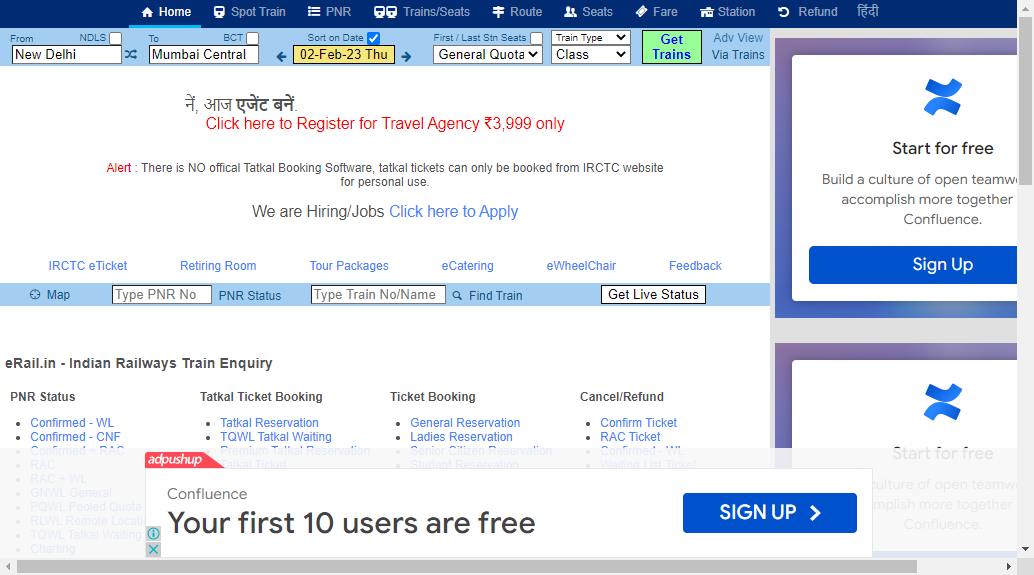 Home Spot Train PNR Trains/Seats Route Seats Fare Station Refund हिंदी
From NDLS To BCT Sort on Date First / Last Stn Seats Train Type Get Trains Adv View
New Delhi Mumbai Central 02-Feb-23 Thu General Quota Class Via Trains
नें, आज एजेंट बनें.
Click here to Register for Travel Agency ₹3,999 only
Alert : There is NO offical Tatkal Booking Software, tatkal tickets can only be booked from IRCTC website
for personal use.
We are Hiring/Jobs Click here to Apply
IRCTC eTicket Retiring Room Tour Packages eCatering eWheelChair Feedback
Map Type PNR No PNR Status Type Train No/Name Find Train Get Live Status
Start for free
Build a culture of open teamwo
accomplish more together
Confluence.
Sign Up
eRail.in - Indian Railways Train Enquiry
PNR Status Tatkal Ticket Booking Ticket Booking Cancel/Refund
Confirmed - WL Tatkal Reservation General Reservation Confirm Ticket
Confirmed - CNF TQWL Tatkal Waiting Ladies Reservation RAC Ticket
Confirmed + RAC Premium Tatkal Reservation Senior Citizen Reservation Confirmed - WL
RAC Tatkal Ticket Student Reservation Waiting List Ticket
RAC + WL
GNWL General
PQWL Pooled Quota
RLWL Remote Locati
TQWL Tatkal Waiting
Charting
Start for free
culture of open teamwo
mplish more together
Confluence.
adpushup
Confluence
Your first 10 users are free
SIGN UP